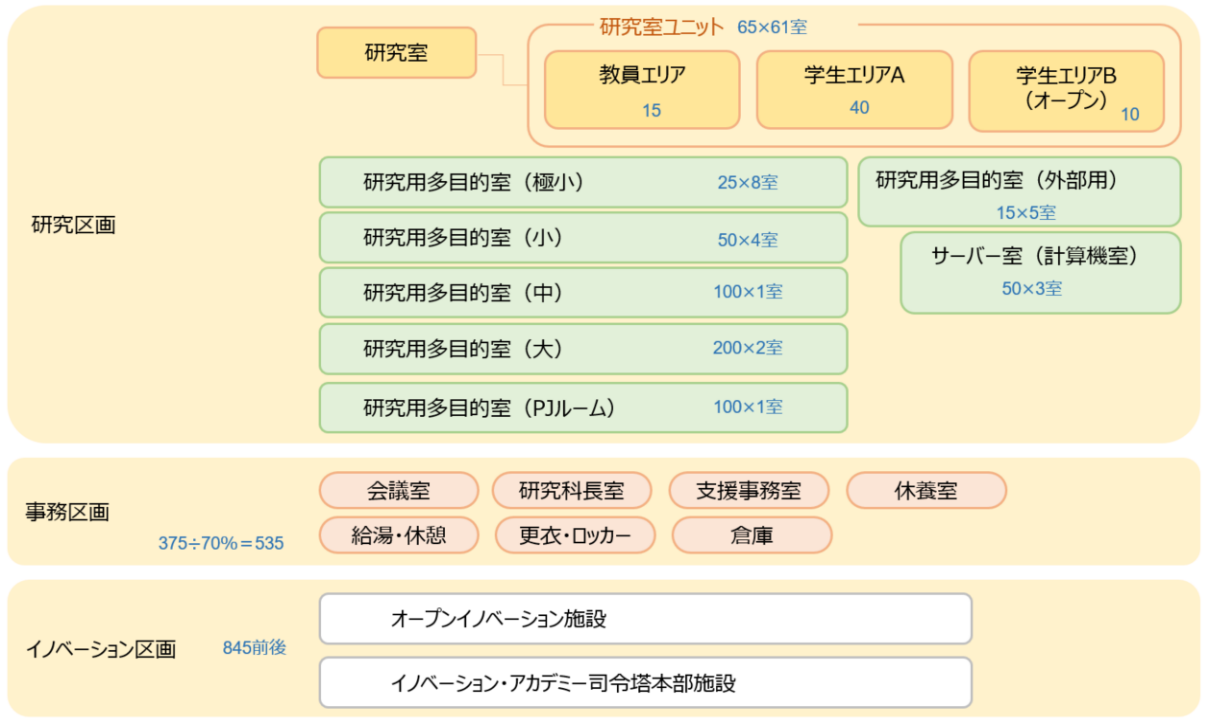 研究室
研究室ユニット 65×61室
教員エリア
15
学生エリアA
40
学生エリアB
（オープン）
10
研究区画
研究用多目的室（極小） 25×8室
研究用多目的室（小） 50×4室
研究用多目的室（中） 100×1室
研究用多目的室（大） 200×2室
研究用多目的室（PJルーム） 100×1室
研究用多目的室（外部用）
15×5室
サーバー室（計算機室）
50×3室
事務区画
375÷70%＝535
会議室 研究科長室 支援事務室 休養室
給湯・休憩 更衣・ロッカー 倉庫
イノベーション区画 845前後
オープンイノベーション施設
イノベーション・アカデミー司令塔本部施設